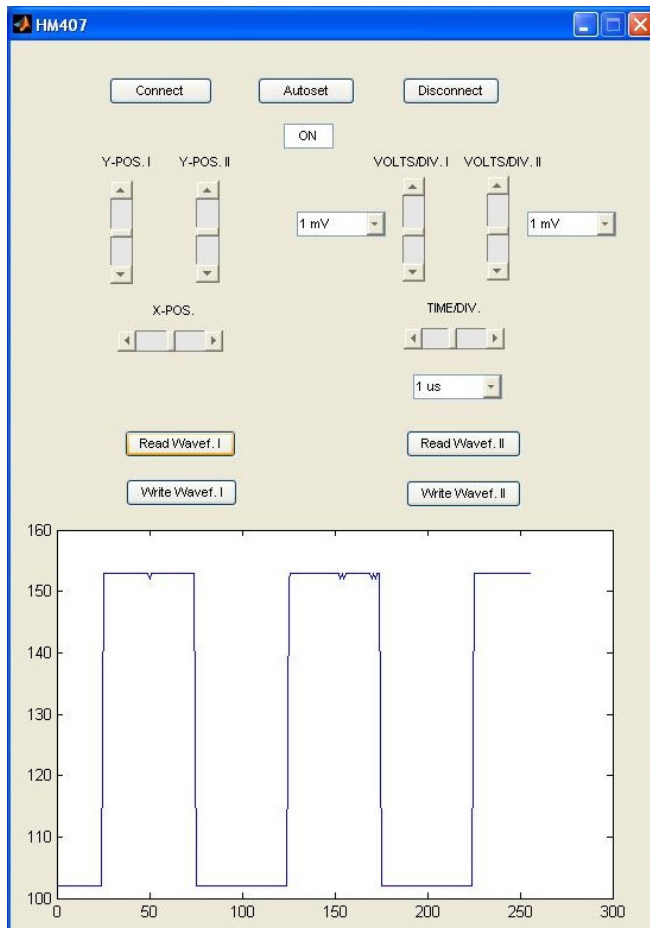 HM407
Connect Autoset Disconnect
ON
Y-POS. I Y-POS. II VOLTS/DIV. I VOLTS/DIV. II
1 mV 1 mV
X-POS. TIME/DIV.
1 us
Read Wavef. I Read Wavef. II
Write Wavef. I Write Wavef. II
160
150
140
130
120
110
100
0 50 100 150 200 250 300